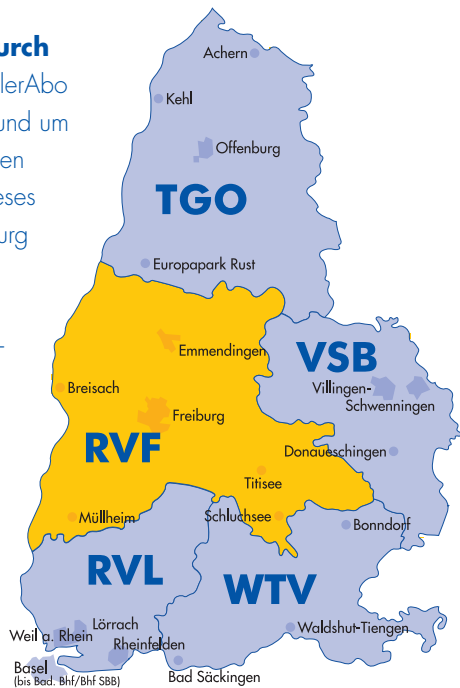 urch
lerAbo
und um
en
eses
urg
-
Achern
Kehl
Offenburg
TGO
Europapark Rust
Emmendingen
VSB
Villingen-
Schwenningen
Breisach
Freiburg
RVF
Donaueschingen
Titisee
Müllheim
Schluchsee
Bonndorf
RVL
WTV
Lörrach
Weil a. Rhein
Rheinfelden
Waldshut-Tiengen
Basel
(bis Bad. Bhf/Bhf SBB)
Bad Säckingen